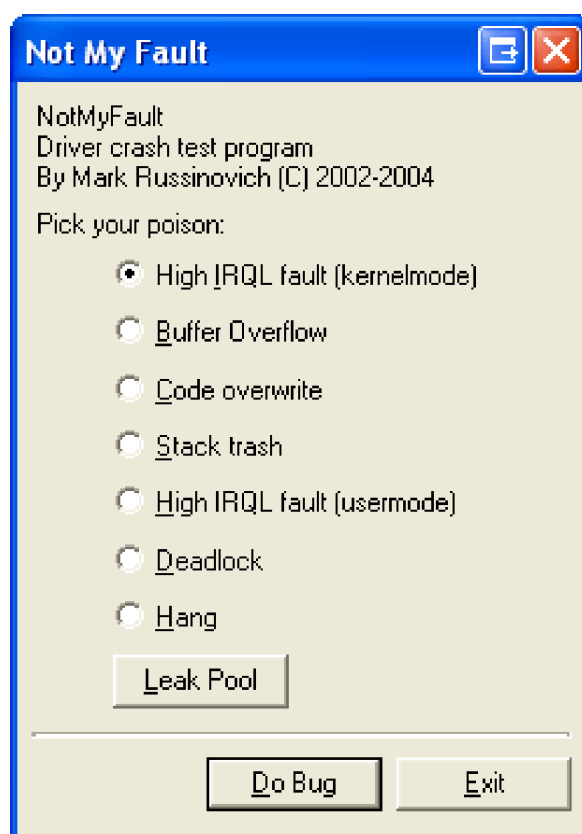 Not My Fault
NotMyFault
Driver crash test program
By Mark Russinovich (C) 2002-2004
Pick your poison:
High IRQL fault (kernelmode)
Buffer Overflow
Code overwrite
Stack trash
High IRQL fault (usermode)
Deadlock
Hang
Leak Pool
Do Bug
Exit